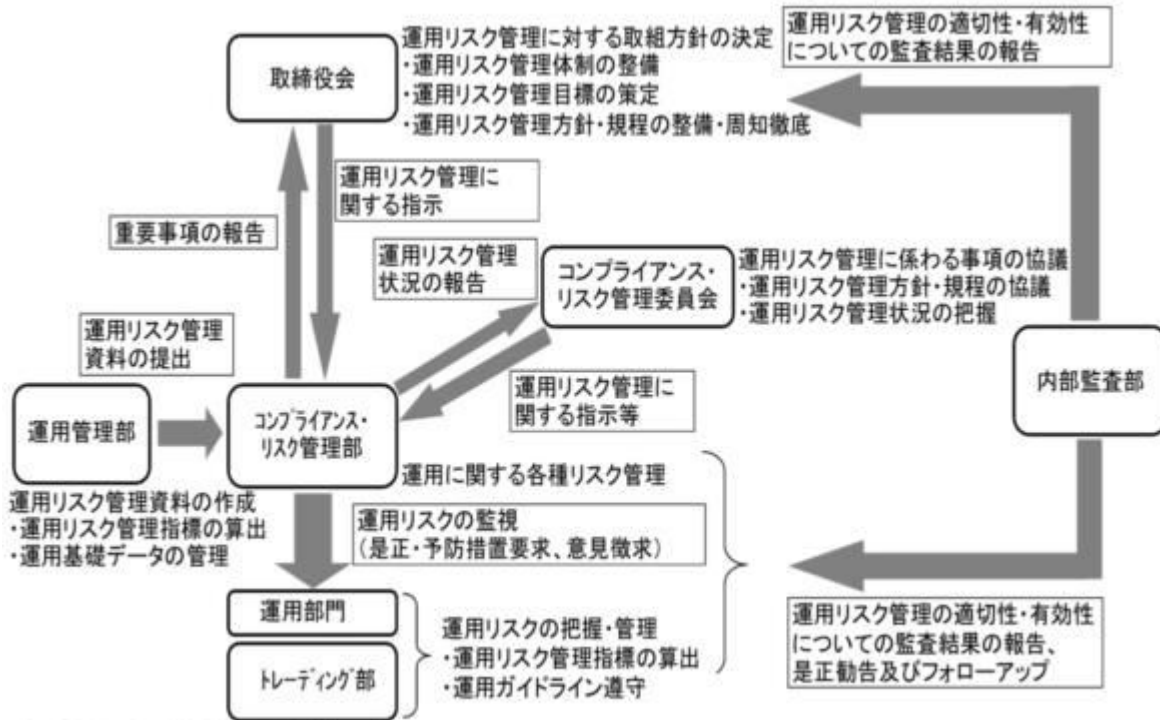 取締役会
運用リスク管理に対する取組方針の決定
・運用リスク管理体制の整備
・運用リスク管理目標の策定
・運用リスク管理方針・規程の整備・周知徹底
運用リスク管理の適切性・有効性
についての監査結果の報告
運用リスク管理に
関する指示
重要事項の報告
運用リスク管理
状況の報告
コンプライアンス・
リスク管理委員会
運用リスク管理に係わる事項の協議
・運用リスク管理方針・規程の協議
・運用リスク管理状況の把握
運用リスク管理
資料の提出
運用リスク管理に
関する指示等
内部監査部
運用管理部
コンプライアンス・
リスク管理部
運用に関する各種リスク管理
運用リスク管理資料の作成
・運用リスク管理指標の算出
・運用基礎データの管理
運用リスクの監視
（是正・予防措置要求、意見徴求）
運用部門
トレーディング部
運用リスクの把握・管理
・運用リスク管理指標の算出
・運用ガイドライン遵守
運用リスク管理の適切性・有効性
についての監査結果の報告、
是正勧告及びフォローアップ